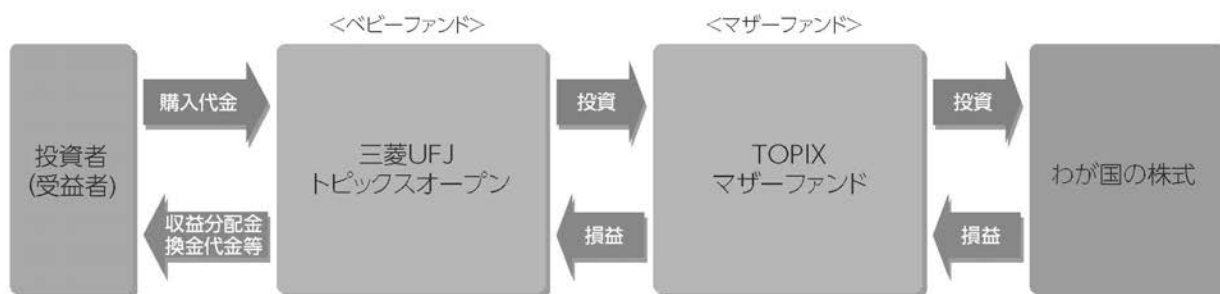 <ベビーファンド>
<マザーファンド>
投資者
(受益者)
購入代金
収益分配金
換金代金等
三菱UFJ
トピックスオープン
投資
損益
TOPIX
マザーファンド
投資
損益
わが国の株式